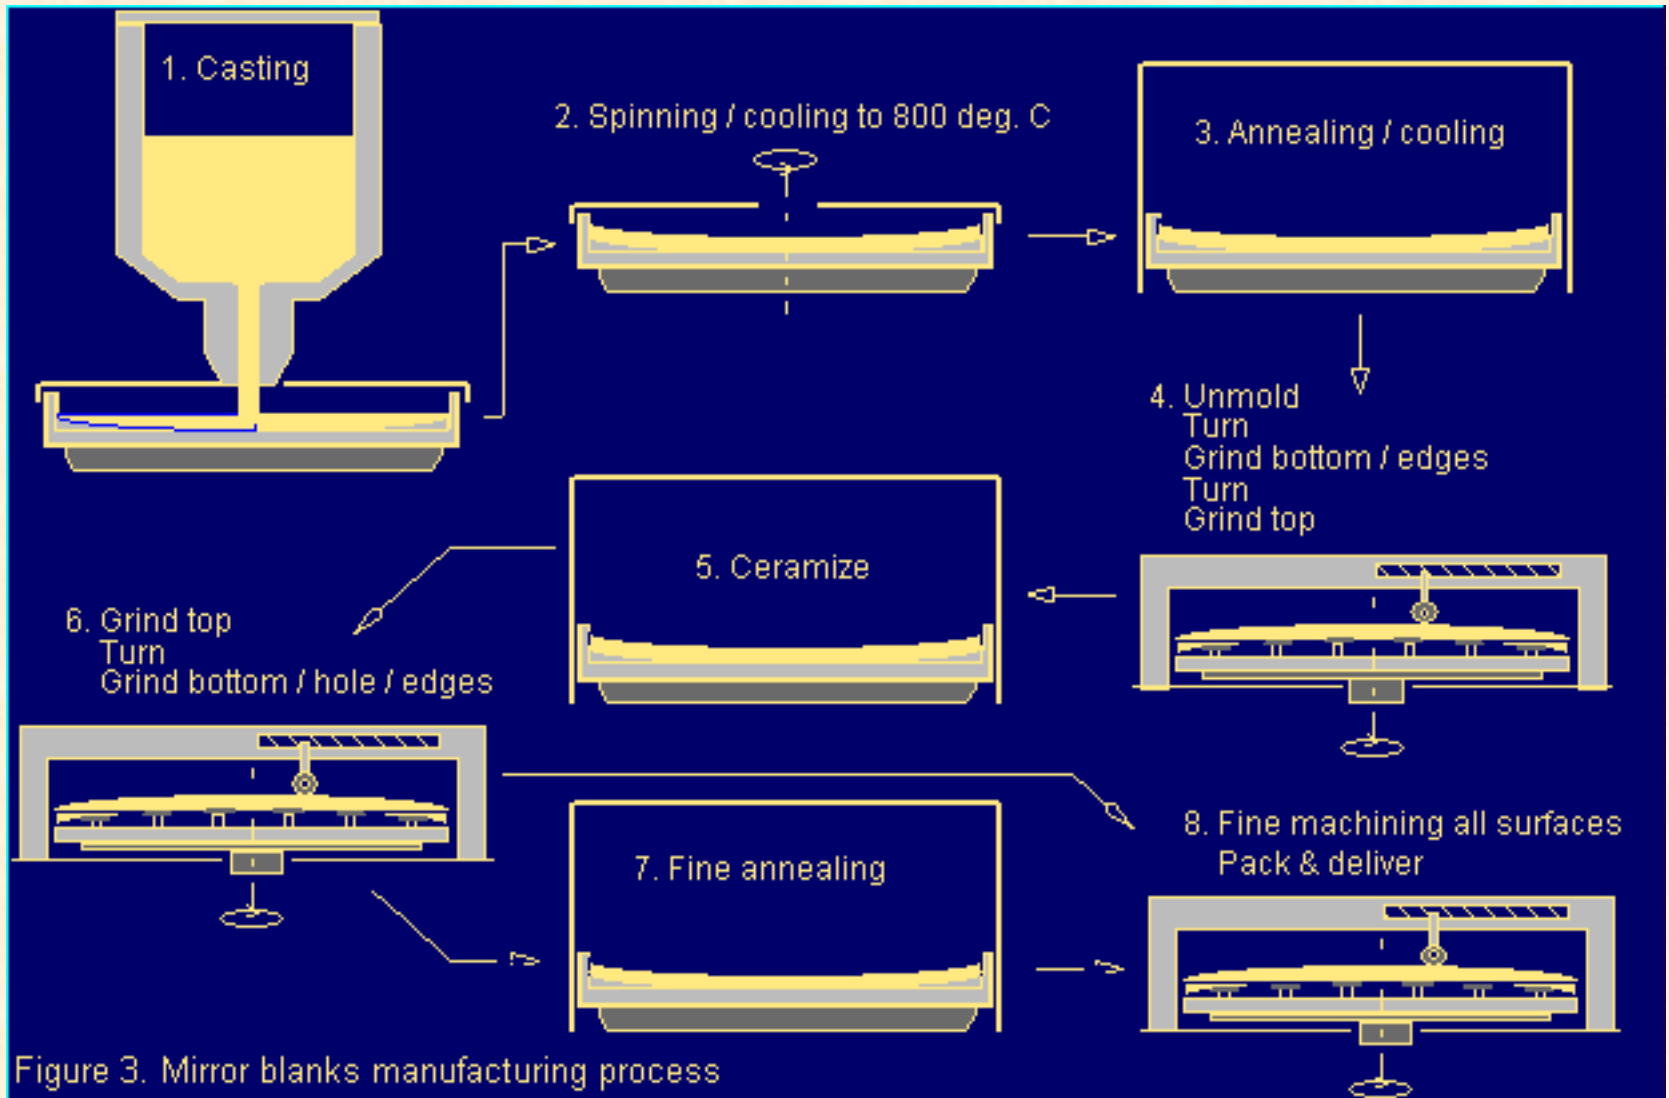 1. Casting
2. Spinning / cooling to 800 deg. C
3. Annealing / cooling
4. Unmold
Turn
Grind bottom / edges
Turn
Grind top
5. Ceramize
6. Grind top
Turn
Grind bottom / hole / edges
7. Fine annealing
8. Fine machining all surfaces
Pack & deliver
Figure 3. Mirror blanks manufacturing process